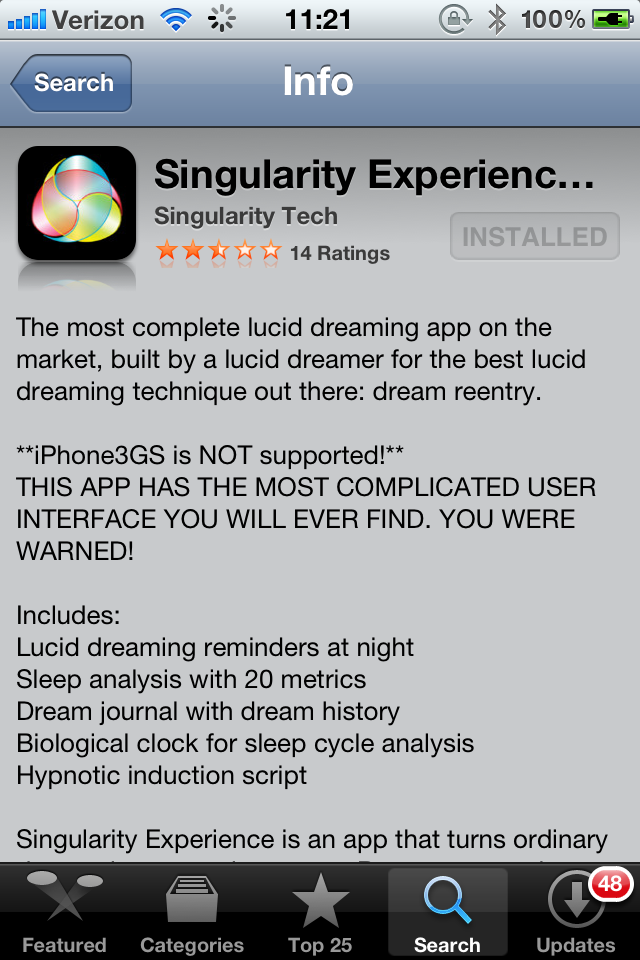 Verizon 11:21 100%
Search Info
Singularity Experienc...
Singularity Tech
INSTALLED
14 Ratings
The most complete lucid dreaming app on the
market, built by a lucid dreamer for the best lucid
dreaming technique out there: dream reentry.
**iPhone3GS is NOT supported!**
THIS APP HAS THE MOST COMPLICATED USER
INTERFACE YOU WILL EVER FIND. YOU WERE
WARNED!
Includes:
Lucid dreaming reminders at night
Sleep analysis with 20 metrics
Dream journal with dream history
Biological clock for sleep cycle analysis
Hypnotic induction script
Singularity Experience is an app that turns ordinary
48
Featured Categories Top 25 Search Updates